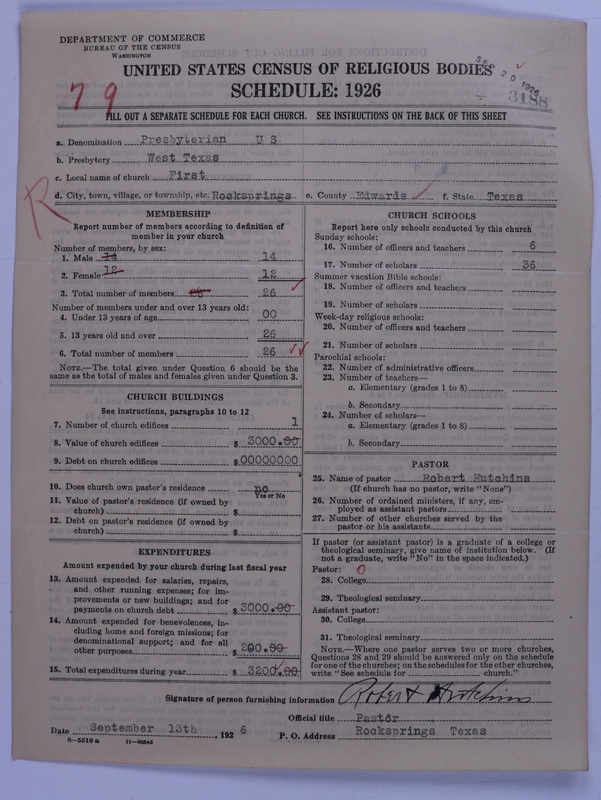 DEPARTMENT OF COMMERCE
BUREAU OF THE CENSUS
WASHINGTON
UNITED STATES CENSUS OF RELIGIOUS BODIES
SCHEDULE: 1926
SEP 20 1926
3188
79
FILL OUT A SEPARATE SCHEDULE FOR EACH CHURCH. SEE INSTRUCTIONS ON THE BACK OF THIS SHEET
a. Denomination Presbyterian U S
b. Presbytery West Texas
c. Local name of church First
d. City, town, village, or township, etc. Rocksprings e. County Edwards f. State Texas
R
MEMBERSHIP
Report number of members according to definition of
member in your church
Number of members, by sex:
1. Male 14 14
2. Female 12 12
3. Total number of members 26 26
Number of members under and over 13 years old:
4. Under 13 years of age 00
5. 13 years old and over 26
6. Total number of members 26
NOTE.—The total given under Question 6 should be
same as the total of males and females given under Question 3.
CHURCH BUILDINGS
See instructions, paragraphs 10 to 12
7. Number of church edifices 1
8. Value of church edifices $ 3000.00
9. Debt on church edifices $ 00000000
10. Does church own pastor's residence no
Yes or No
11. Value of pastor's residence (if owned by
church) $
12. Debt on pastor's residence (if owned by
church) $
EXPENDITURES
Amount expended by your church during last fiscal year
13. Amount expended for salaries, repairs,
and other running expenses; for im-
provements or new buildings; and for
payments on church debt $ 3000.00
14. Amount expended for benevolences, in-
cluding home and foreign missions; for
denominational support; and for all
other purposes $ 200.00
15. Total expenditures during year $ 3200.00
CHURCH SCHOOLS
Report here only schools conducted by this church
Sunday schools:
16. Number of officers and teachers 6
17. Number of scholars 36
Summer vacation Bible schools:
18. Number of officers and teachers
19. Number of scholars
Week-day religious schools:
20. Number of officers and teachers
21. Number of scholars
Parochial schools:
22. Number of administrative officers
23. Number of teachers—
a. Elementary (grades 1 to 8)
b. Secondary
24. Number of scholars—
a. Elementary (grades 1 to 8)
b. Secondary
PASTOR
25. Name of pastor Robert Hutchins
(If church has no pastor, write "None")
26. Number of ordained ministers, if any, em-
ployed as assistant pastors
27. Number of other churches served by the
pastor or his assistants
If pastor (or assistant pastor) is a graduate of a college or
theological seminary, give name of institution below. (If
not a graduate, write "No" in the space indicated.)
Pastor: 0
28. College
29. Theological seminary
Assistant pastor:
30. College
31. Theological seminary
NOTE.—Where one pastor serves two or more churches,
Questions 28 and 29 should be answered only on the schedule
for one of the churches; on the schedules for the other churches,
write "See schedule for church."
Signature of person furnishing information Robert Hutchins
Official title Pastor
Date September 13th, 1926 P. O. Address Rocksprings Texas